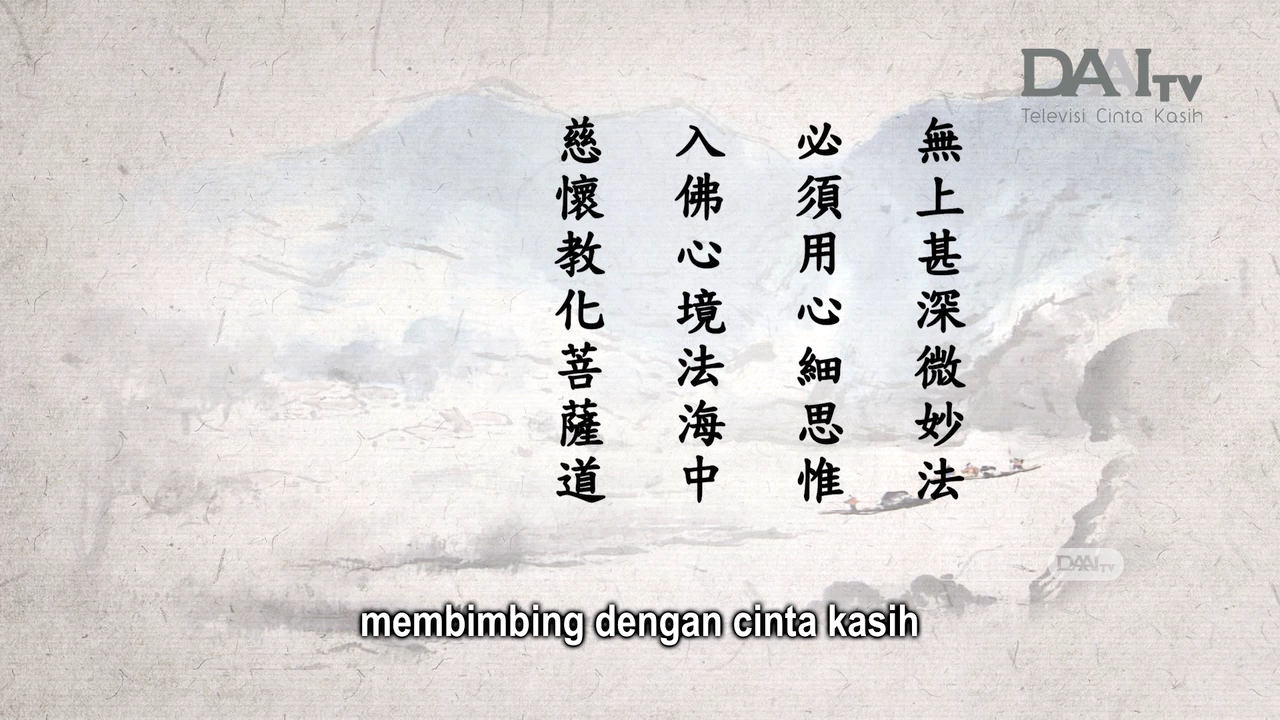 DAAI TV
Televisi Cinta Kasih
無上甚深微妙法
必須用心細思惟
入佛心境法海中
慈懷教化菩薩道
DAAI TV
membimbing dengan cinta kasih